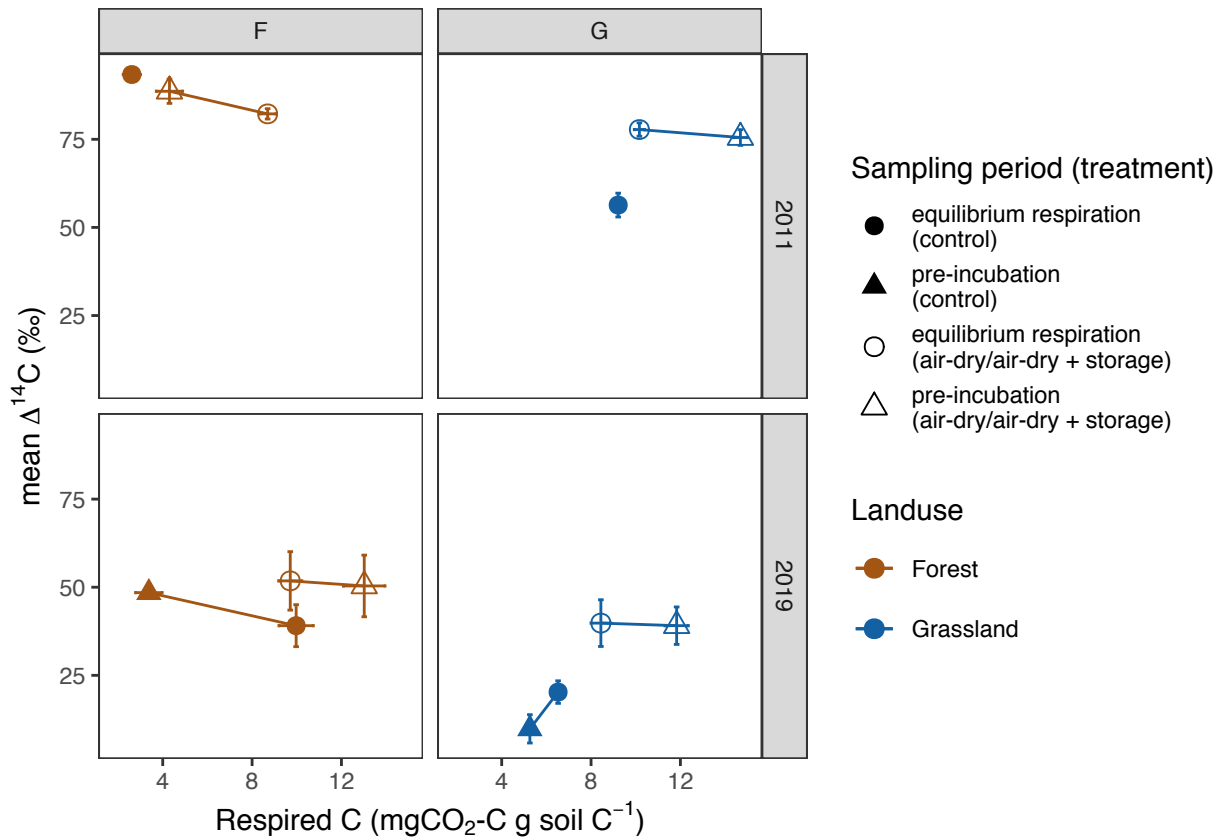 F
G
75
50
25
2011
75
50
25
2019
4
8
12
4
8
12
mean Δ¹⁴C (‰)
Respired C (mgCO₂-C g soil C⁻¹)
Sampling period (treatment)
equilibrium respiration
(control)
pre-incubation
(control)
equilibrium respiration
(air-dry/air-dry + storage)
pre-incubation
(air-dry/air-dry + storage)
Landuse
Forest
Grassland